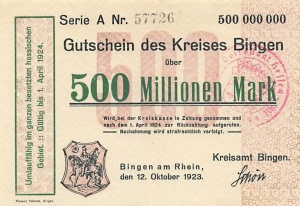 Serie A Nr. 57726 500 000 000
Gutschein des Kreises Bingen
über
500 Millionen Mark
Wird bei der Kreiskasse in Zahlung genommen und
nach dem 1 April 1924 zur Rückzahlung aufgerufen.
Nachahmung wird strafrechtlich verfolgt.
Bingen am Rhein,
den 12. Oktober 1923.
Kreisamt Bingen.
Umlauffähig im ganzen besetzten hessischen
Gebiet :: Gültig bis 1. April 1924.
500